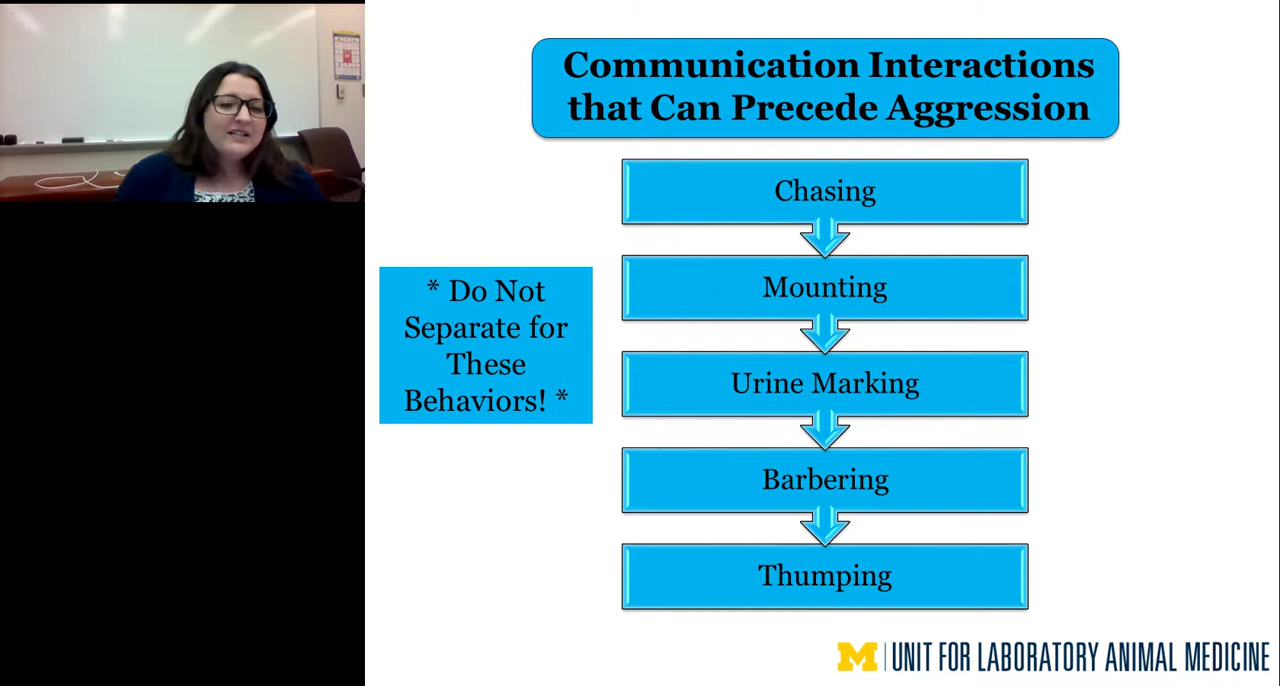 Communication Interactions
that Can Precede Aggression
Chasing
Mounting
* Do Not
Separate for
These
Behaviors! *
Urine Marking
Barbering
Thumping
M UNIT FOR LABORATORY ANIMAL MEDICINE